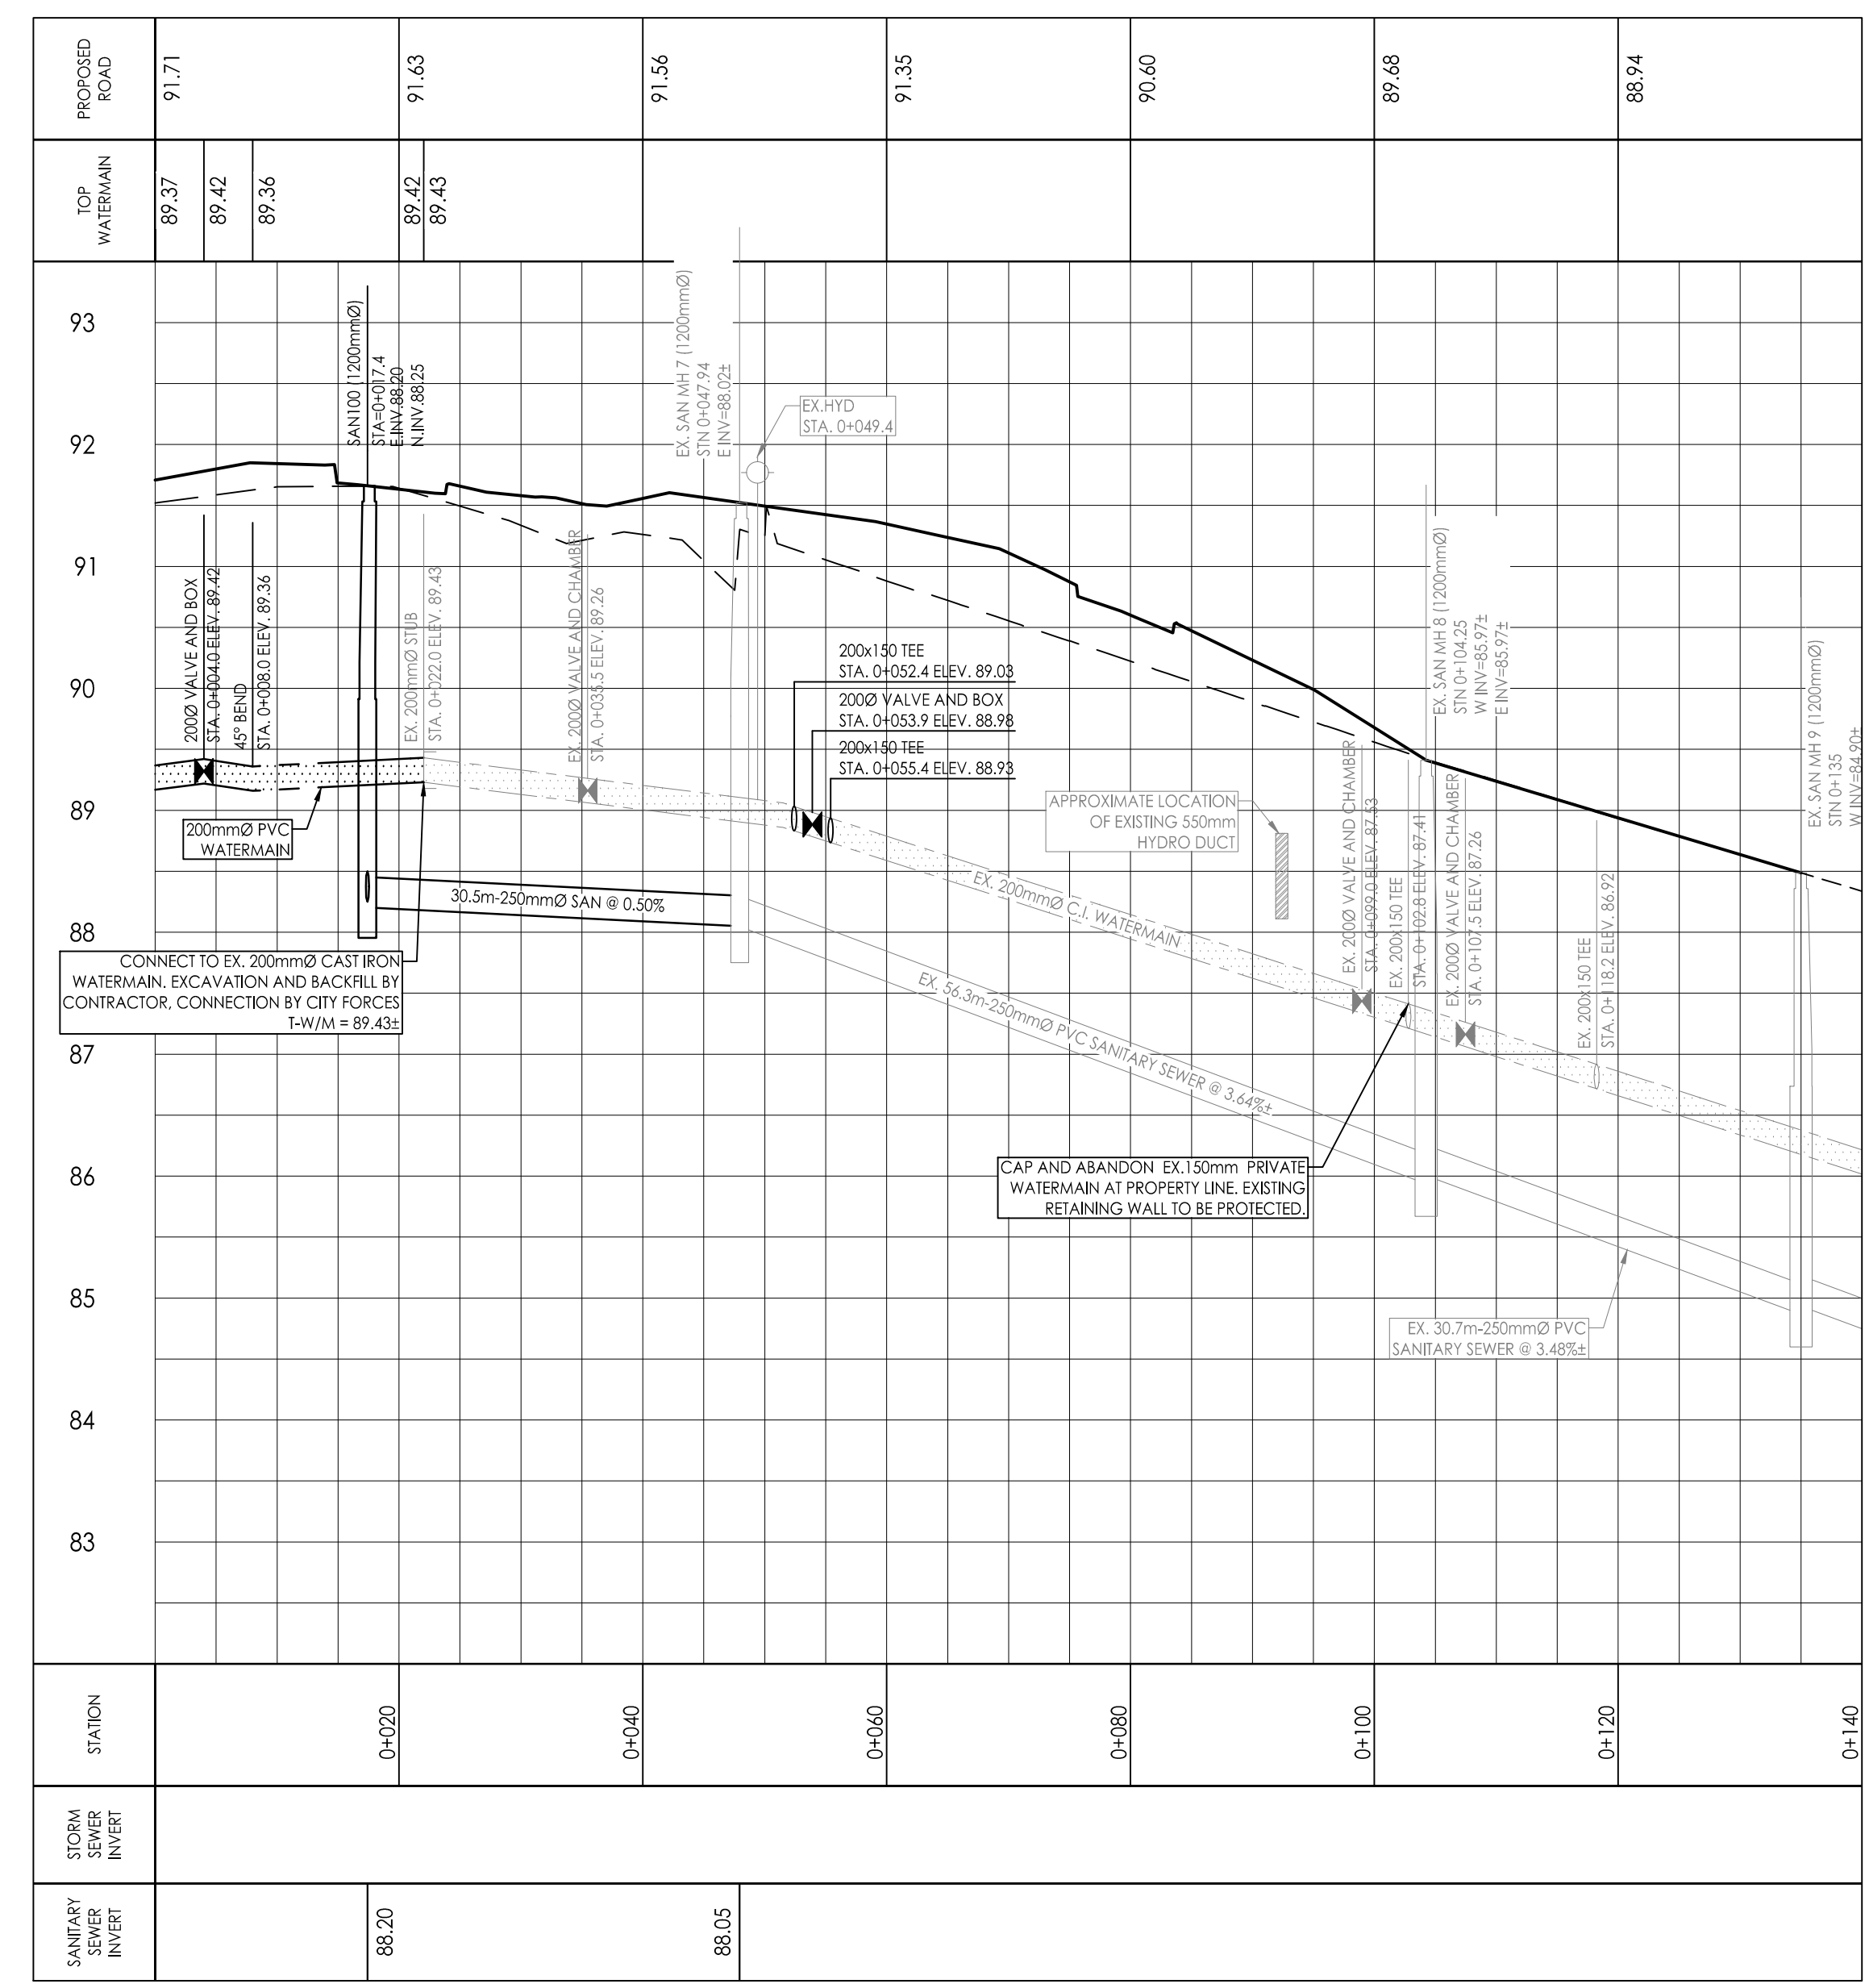 PROPOSED
ROAD
91.71
91.63
91.56
91.35
90.60
89.68
88.94
TOP
WATERMAIN
89.37
89.42
89.36
89.42
89.43
93
92
91
90
89
88
87
86
85
84
83
200Ø VALVE AND BOX
STA. 0+004.0 ELEV. 89.42
45° BEND
STA. 0+008.0 ELEV. 89.36
SAN100 (1200mmØ)
STA=0+017.4
E.INV.88.20
N.INV.88.25
EX. 200mmØ STUB
STA. 0+022.0 ELEV. 89.43
EX. 200Ø VALVE AND CHAMBER
STA. 0+035.5 ELEV. 89.26
EX. SAN MH 7 (1200mmØ)
STN 0+047.94
E INV=88.02±
EX.HYD
STA. 0+049.4
200x150 TEE
STA. 0+052.4 ELEV. 89.03
200Ø VALVE AND BOX
STA. 0+053.9 ELEV. 88.98
200x150 TEE
STA. 0+055.4 ELEV. 88.93
APPROXIMATE LOCATION
OF EXISTING 550mm
HYDRO DUCT
EX. 200Ø VALVE AND CHAMBER
STA. 0+099.0 ELEV. 87.53
EX. 200x150 TEE
STA. 0+102.8 ELEV. 87.41
EX. SAN MH 8 (1200mmØ)
STN 0+104.25
W INV=85.97±
E INV=85.97±
EX. 200Ø VALVE AND CHAMBER
STA. 0+107.5 ELEV. 87.26
EX. 200x150 TEE
STA. 0+118.2 ELEV. 86.92
EX. SAN MH 9 (1200mmØ)
STN 0+135
W INV=84.90±
200mmØ PVC
WATERMAIN
30.5m-250mmØ SAN @ 0.50%
CONNECT TO EX. 200mmØ CAST IRON
WATERMAIN. EXCAVATION AND BACKFILL BY
CONTRACTOR, CONNECTION BY CITY FORCES
T-W/M = 89.43±
EX. 200mmØ C.I. WATERMAIN
EX. 56.3m-250mmØ PVC SANITARY SEWER @ 3.64%±
CAP AND ABANDON EX.150mm PRIVATE
WATERMAIN AT PROPERTY LINE. EXISTING
RETAINING WALL TO BE PROTECTED.
EX. 30.7m-250mmØ PVC
SANITARY SEWER @ 3.48%±
STATION
0+020
0+040
0+060
0+080
0+100
0+120
0+140
STORM
SEWER
INVERT
SANITARY
SEWER
INVERT
88.20
88.05